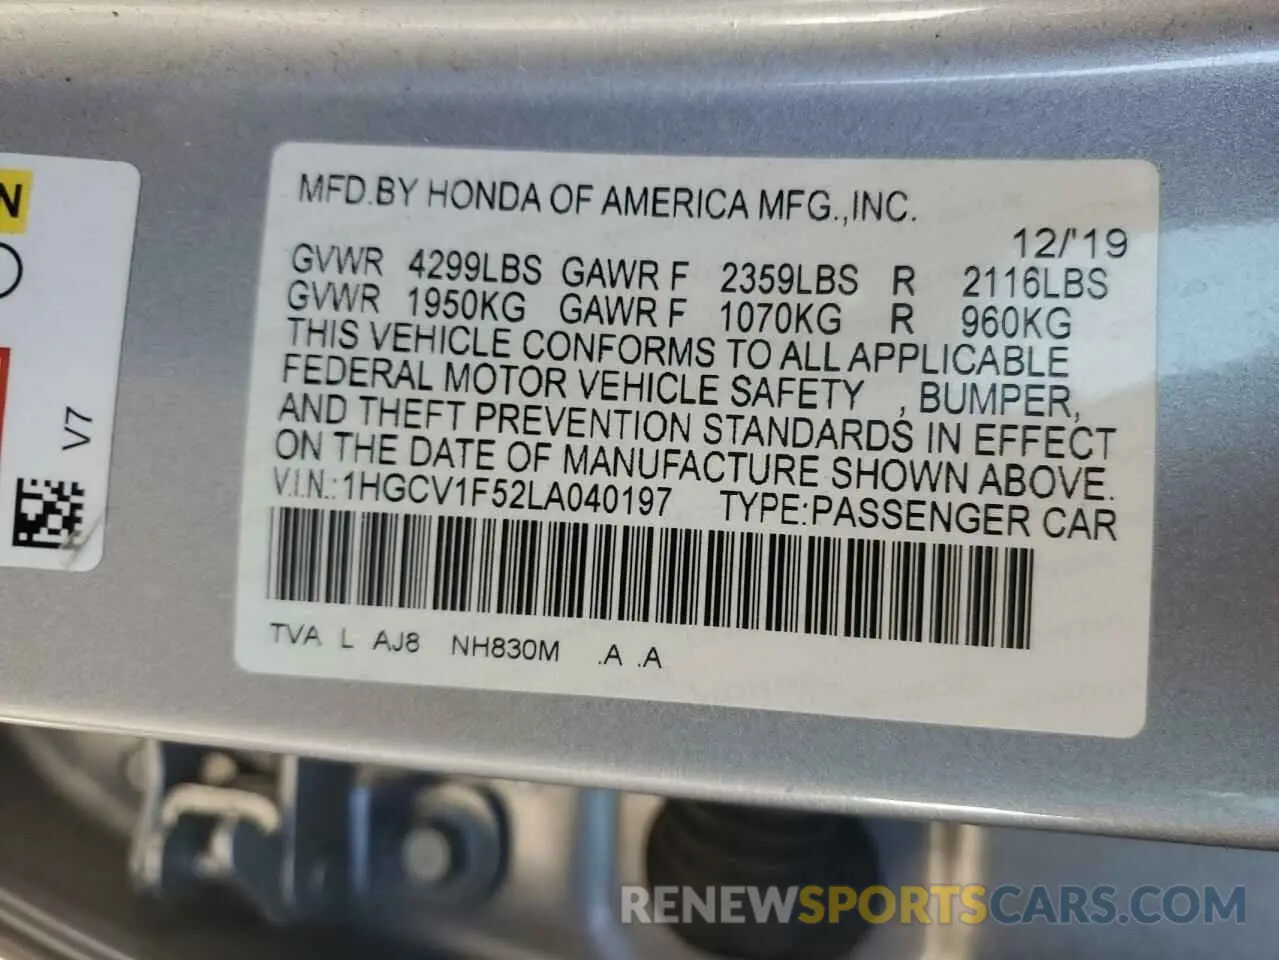 MFD.BY HONDA OF AMERICA MFG.,INC.
12/'19
GVWR 4299LBS GAWR F 2359LBS R 2116LBS
GVWR 1950KG GAWR F 1070KG R 960KG
THIS VEHICLE CONFORMS TO ALL APPLICABLE
FEDERAL MOTOR VEHICLE SAFETY , BUMPER,
AND THEFT PREVENTION STANDARDS IN EFFECT
ON THE DATE OF MANUFACTURE SHOWN ABOVE.
V.I.N.:1HGCV1F52LA040197 TYPE:PASSENGER CAR
TVA L AJ8 NH830M .A .A
V7
RENEWSPORTSCARS.COM